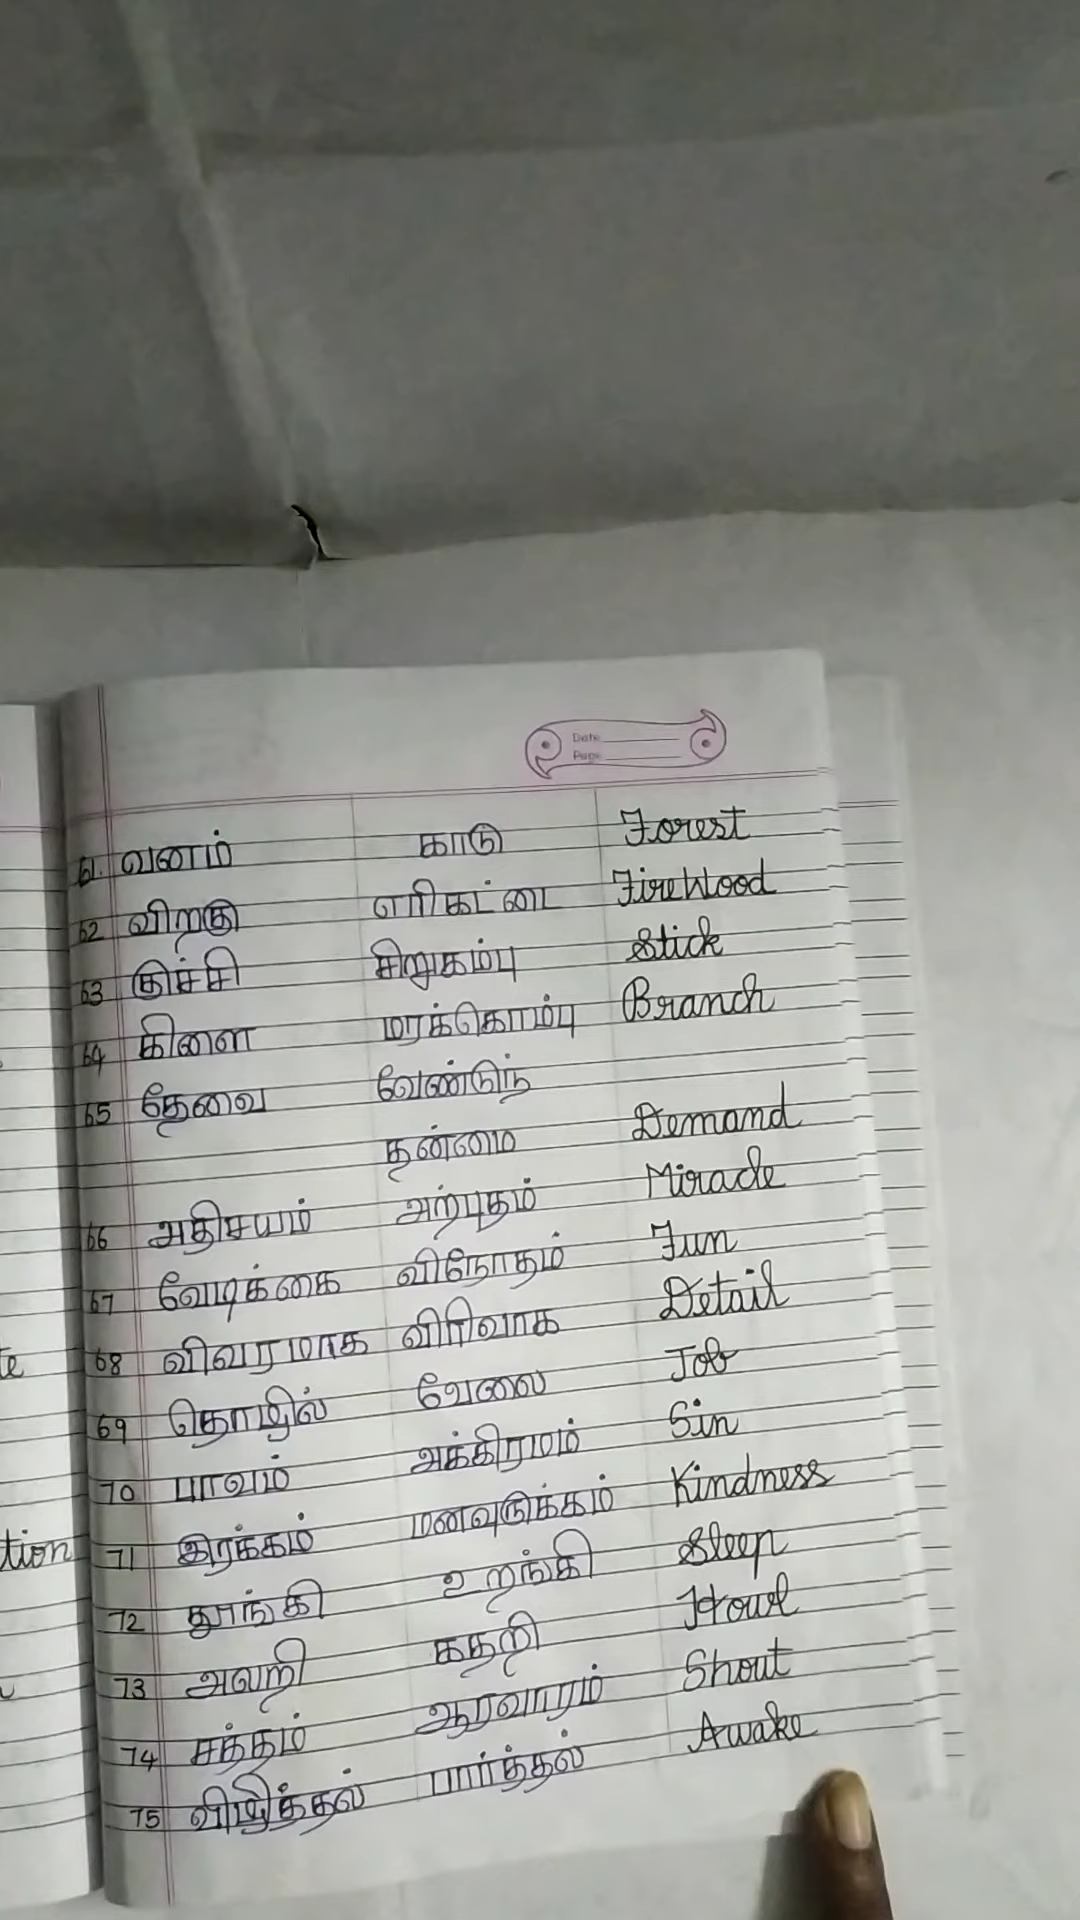 Date
Page
61. வனம் காடு Forest
62 விறகு எரிகட்டை FireWood
63 குச்சி சிறுகம்பு Stick
64 கிளை மரக்கொம்பு Branch
65 தேவை வேண்டுந்
தன்மை Demand
66 அதிசயம் அற்புதம் Miracle
67 வேடிக்கை விநோதம் Fun
68 விவரமாக விரிவாக Detail
69 தொழில் வேலை Job
70 பாவம் அக்கிரமம் Sin
71 இரக்கம் மனவுருக்கம் Kindness
72 தூங்கி உறங்கி Sleep
73 அலறி கதறி Howl
74 சத்தம் ஆரவாரம் Shout
75 விழித்தல் பார்த்தல் Awake
tion